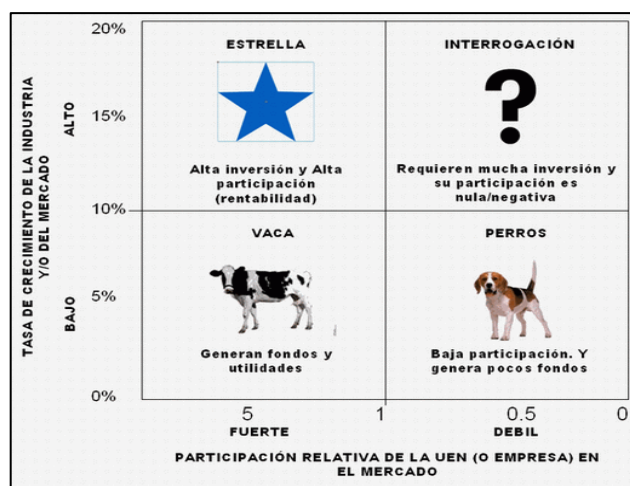 20%
ESTRELLA
INTERROGACIÓN
?
15%
Alta inversión y Alta
participación
(rentabilidad)
Requieren mucha inversión y
su participación es
nula/negativa
10%
VACA
PERROS
5%
Generan fondos y
utilidades
Baja participación. Y
genera pocos fondos
0%
TASA DE CRECIMIENTO DE LA INDUSTRIA
Y/O DEL MERCADO
ALTO
BAJO
5
1
0.5
0
FUERTE
DEBIL
PARTICIPACIÓN RELATIVA DE LA UEN (O EMPRESA) EN
EL MERCADO